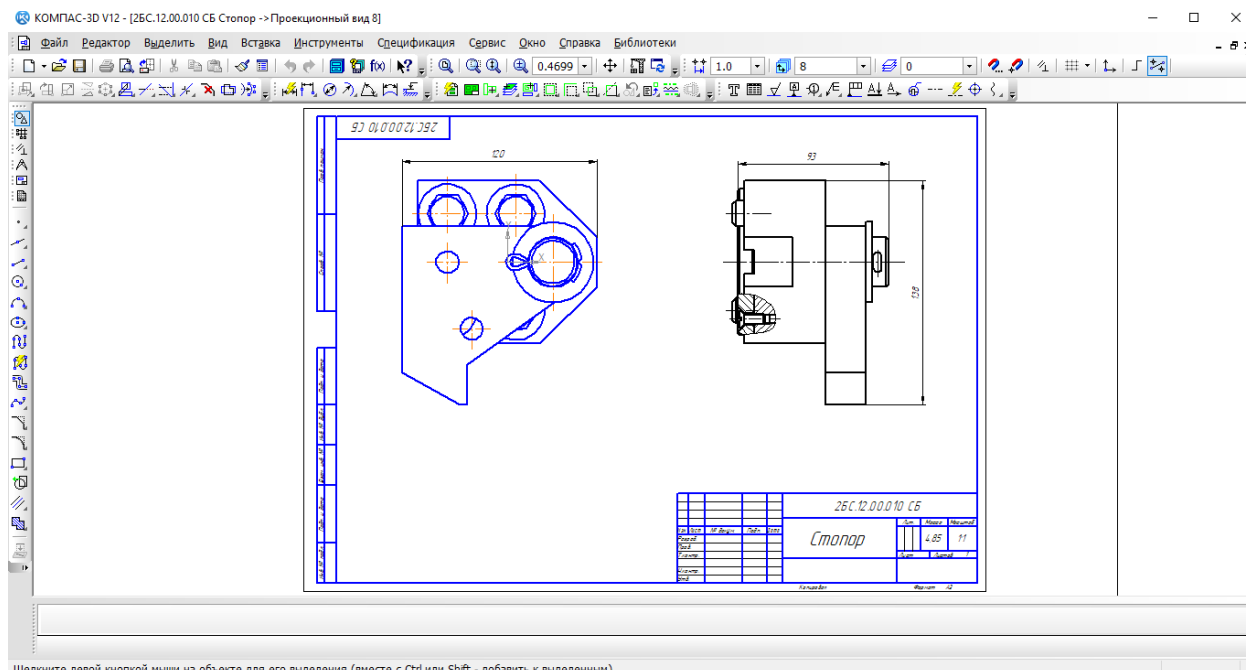 КОМПАС-3D V12 - [2БС.12.00.010 СБ Стопор ->Проекционный вид 8]
Файл Редактор Выделить Вид Вставка Инструменты Спецификация Сервис Окно Справка Библиотеки
0.4699 1.0 8 0
2БС.12.00.010 СБ
120
93
138
X
2БС.12.00.010 СБ
Стопор
Лит. Масса Масштаб
4,85 1:1
Лист Листов 1
Изм. Лист № докум. Подп. Дата
Разраб.
Пров.
Т.контр.
Н.контр.
Утв.
Копировал Формат А2
Щелкните левой кнопкой мыши на объекте для его выделения (вместе с Ctrl или Shift - добавить к выделенным)